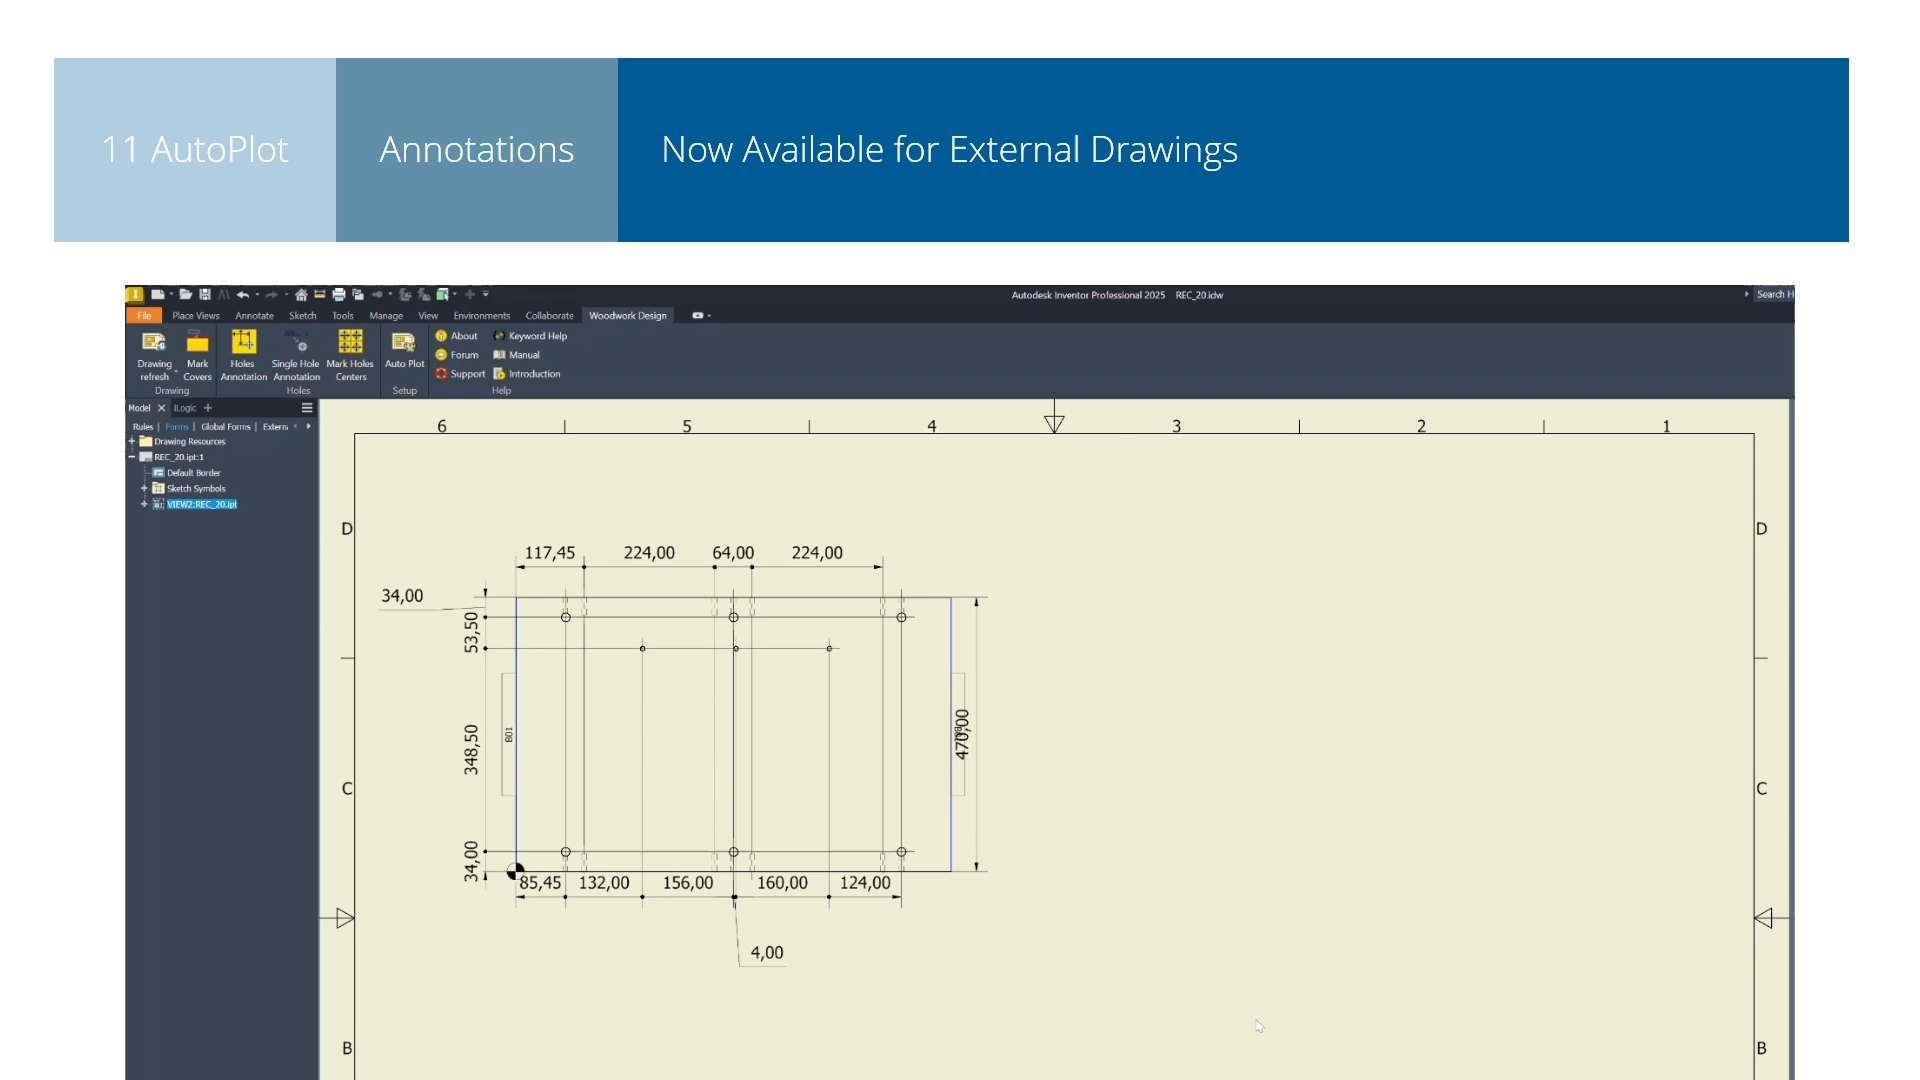 11 AutoPlot
Annotations
Now Available for External Drawings
Autodesk Inventor Professional 2025 REC_20.idw
Search H
File Place Views Annotate Sketch Tools Manage View Environments Collaborate Woodwork Design
Drawing refresh
Mark Covers
Holes Annotation
Single Hole Annotation
Mark Holes Centers
Auto Plot
About
Keyword Help
Forum
Manual
Support
Introduction
Drawing
Holes
Setup
Help
Model
iLogic
Rules Forms Global Forms Extern
Drawing Resources
REC_20.ipt:1
Default Border
Sketch Symbols
VIEW2:REC_20.ipt
6 5 4 3 2 1
D
D
117,45 224,00 64,00 224,00
34,00
53,50
B01
348,50
470,00
C
C
34,00
85,45 132,00 156,00 160,00 124,00
4,00
B
B